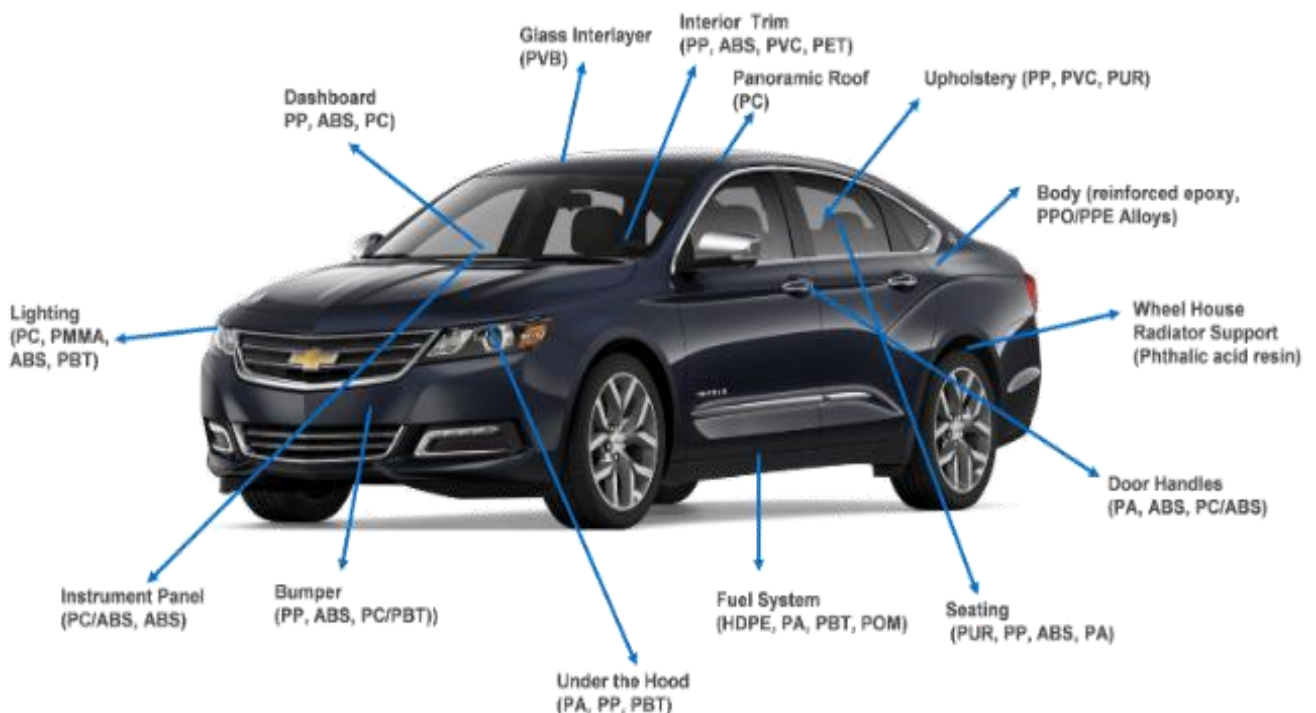 Glass Interlayer
(PVB)
Interior Trim
(PP, ABS, PVC, PET)
Panoramic Roof
(PC)
Upholstery (PP, PVC, PUR)
Dashboard
PP, ABS, PC)
Body (reinforced epoxy,
PPO/PPE Alloys)
Lighting
(PC, PMMA,
ABS, PBT)
Wheel House
Radiator Support
(Phthalic acid resin)
Door Handles
(PA, ABS, PC/ABS)
Instrument Panel
(PC/ABS, ABS)
Bumper
(PP, ABS, PC/PBT))
Fuel System
(HDPE, PA, PBT, POM)
Seating
(PUR, PP, ABS, PA)
Under the Hood
(PA, PP, PBT)